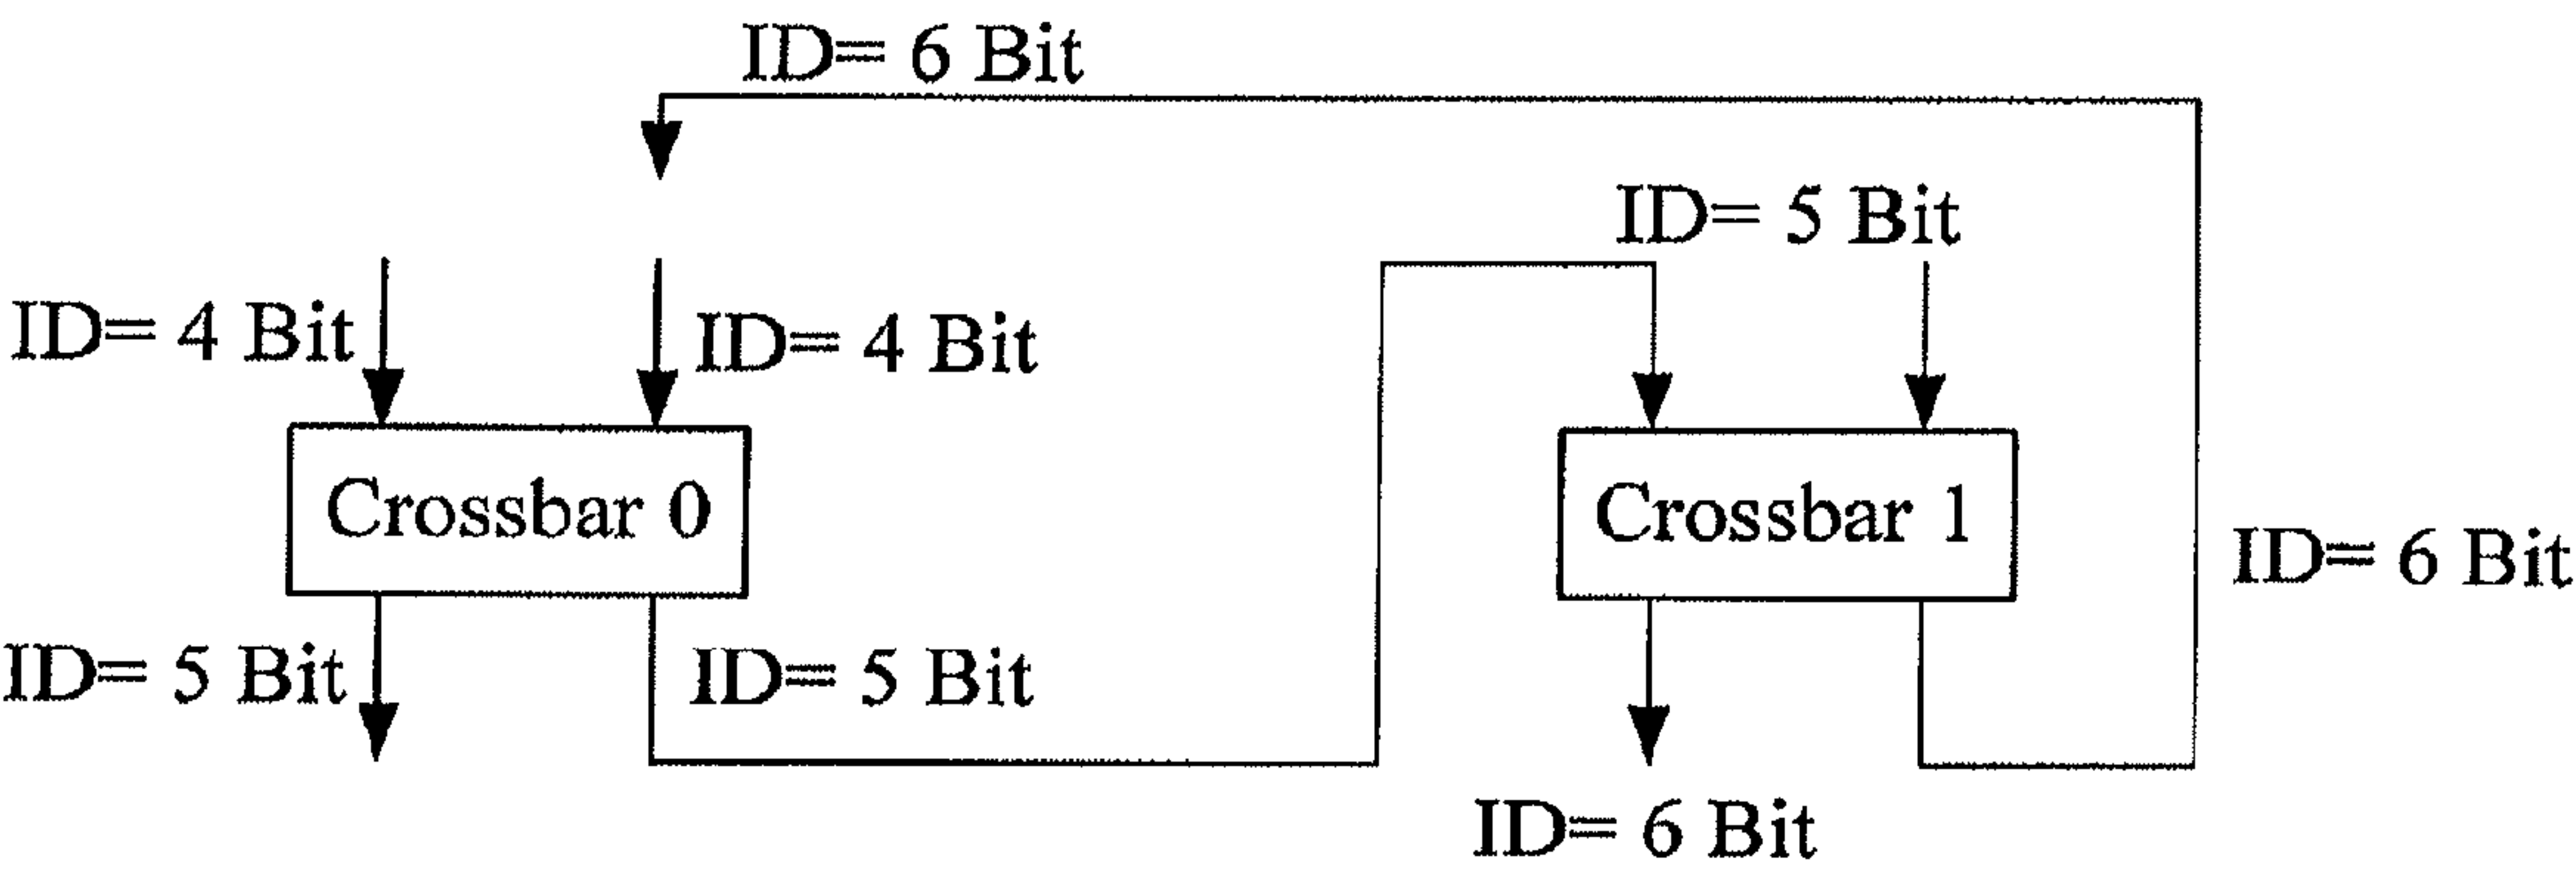 ID= 6 Bit
ID= 5 Bit
ID= 4 Bit
ID= 4 Bit
Crossbar 0
Crossbar 1
ID= 6 Bit
ID= 5 Bit
ID= 5 Bit
ID= 6 Bit